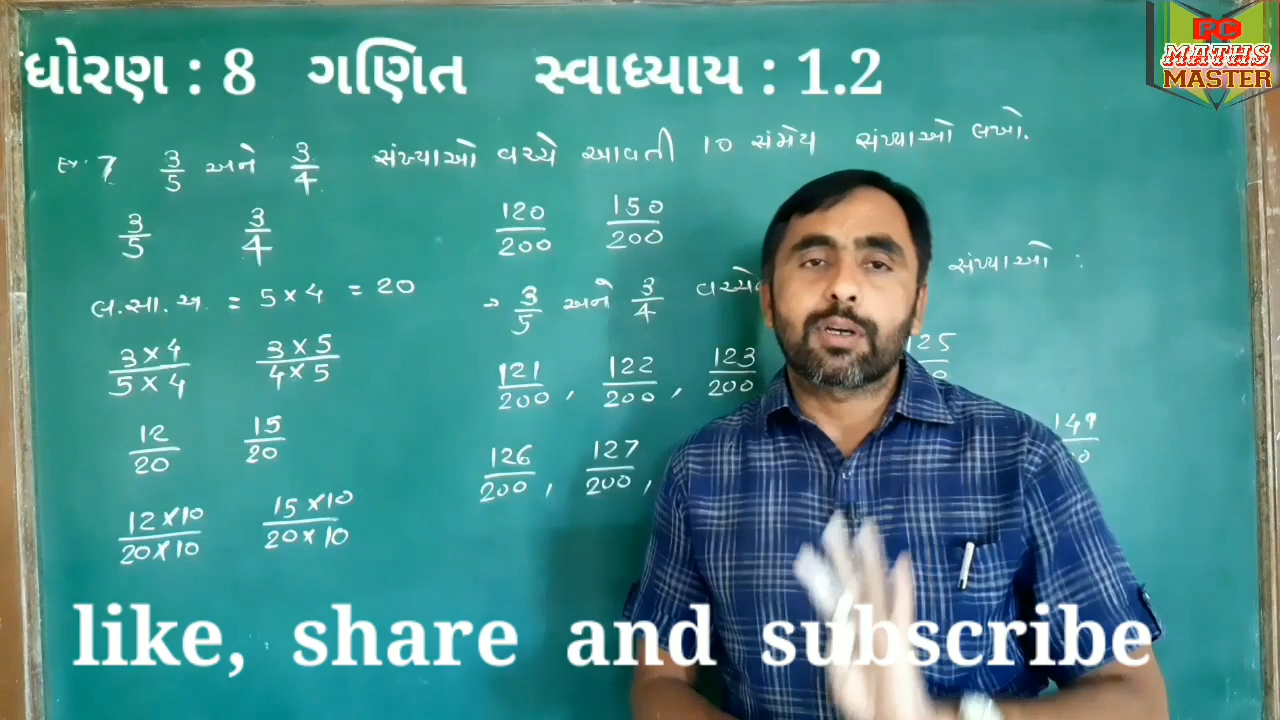 ધોરણ : 8 ગણિત સ્વાધ્યાય : 1.2
PC
MATHS
MASTER
7 3/5 અને 3/4 સંખ્યાઓ વચ્ચે આવતી 10 સંમેય સંખ્યાઓ લખો.
3/5 3/4
લ.સા.અ. = 5 × 4 = 20
3 × 4/5 × 4 3 × 5/4 × 5
12/20 15/20
12 × 10/20 × 10 15 × 10/20 × 10
120/200 150/200
→ 3/5 અને 3/4 સંખ્યાઓ :
121/200 , 122/200 , 123/200
126/200 , 127/200 ,
like, share and subscribe